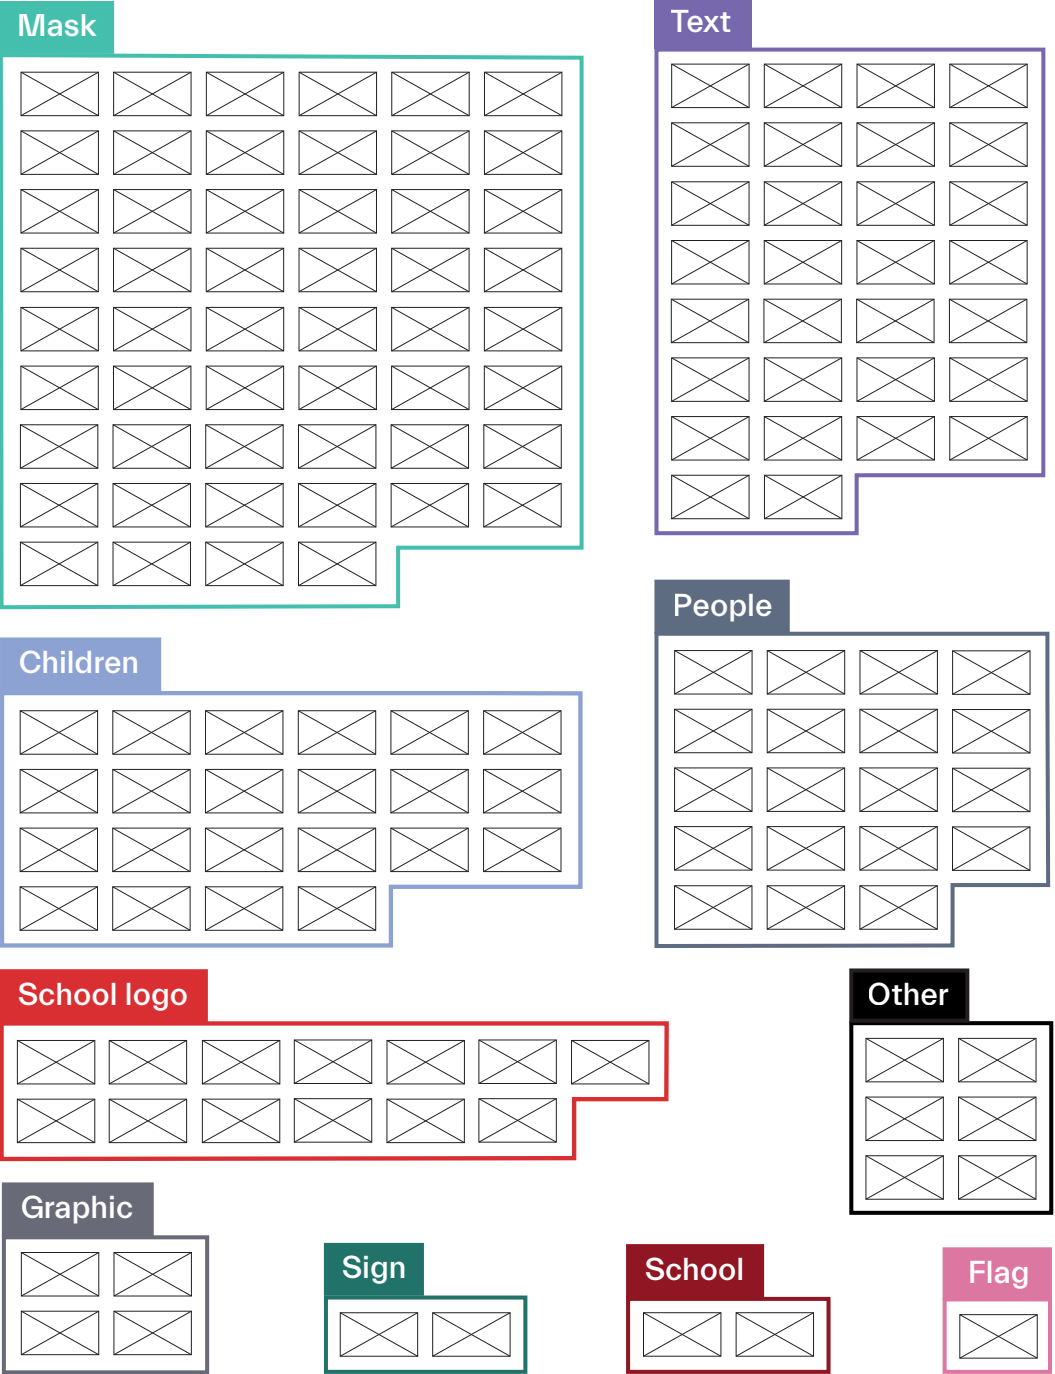 Mask
Text
People
Children
School logo
Other
Graphic
Sign
School
Flag